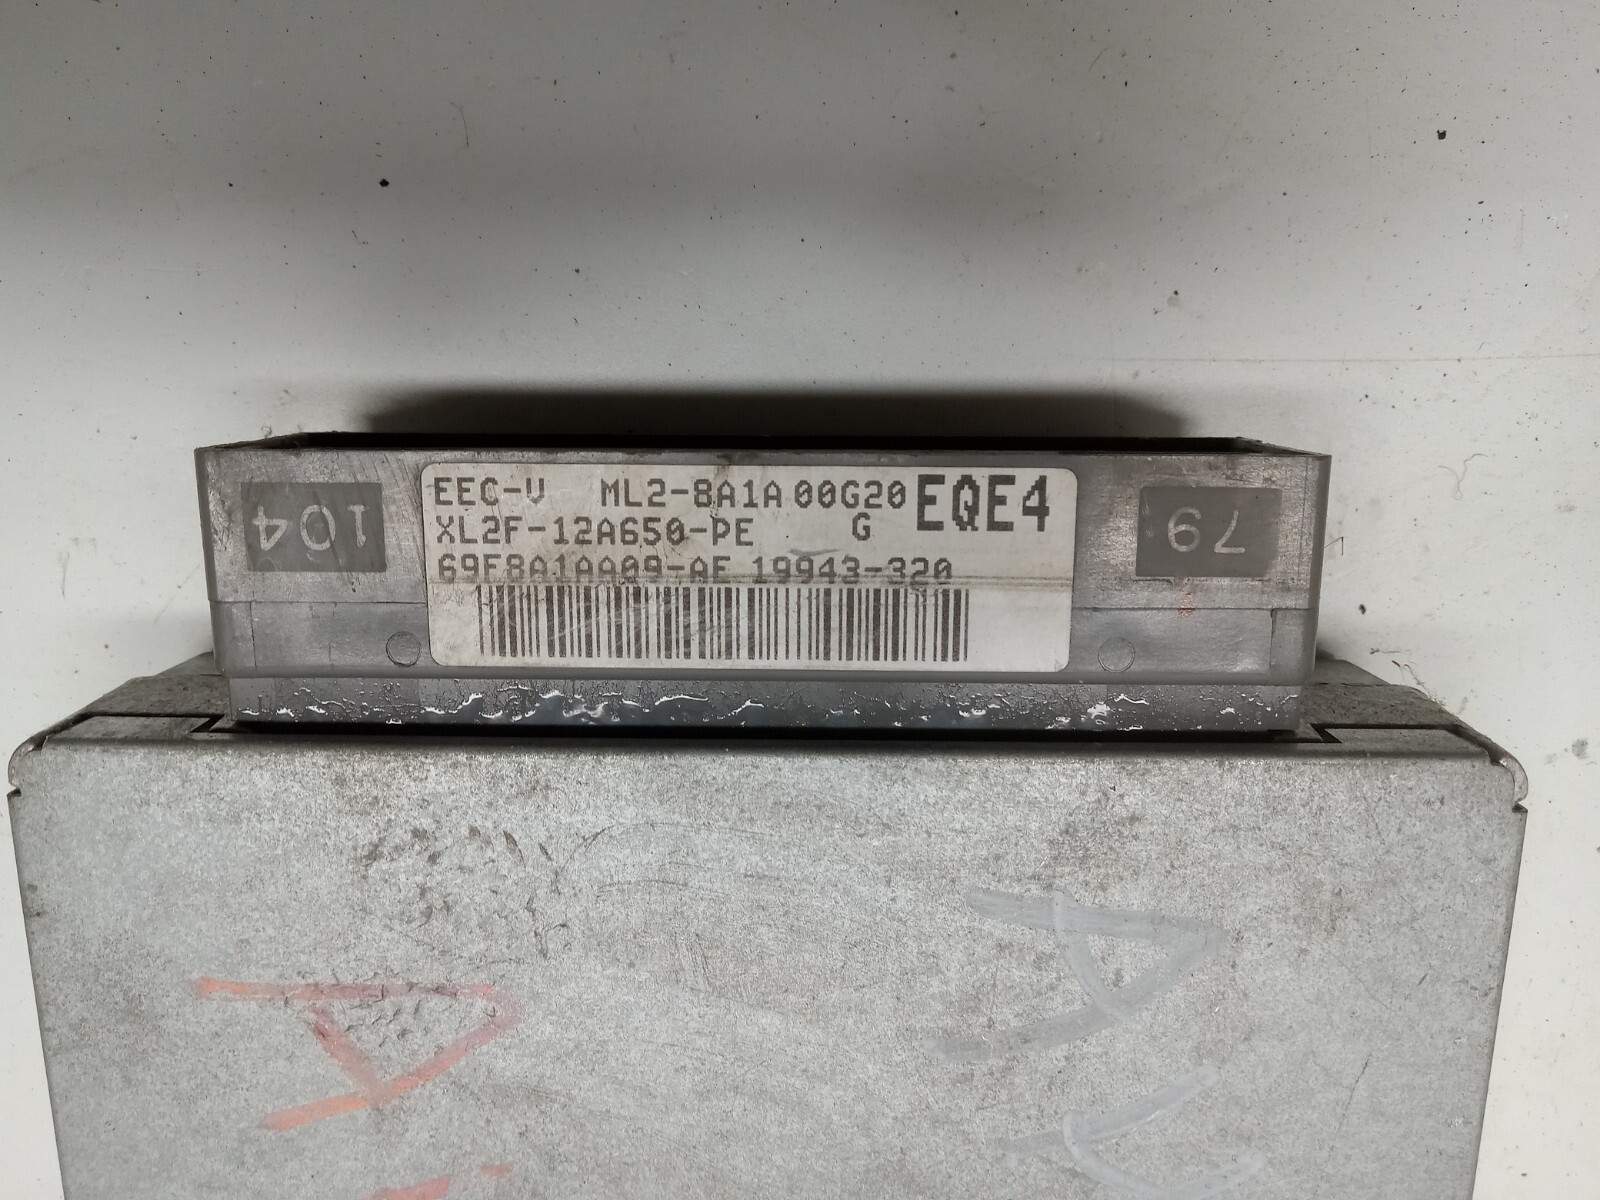 EEC-V ML2-8A1A 00G20 EQE4
XL2F-12A650-PE G
69F8A1AA09-AE 19943-320
104
79